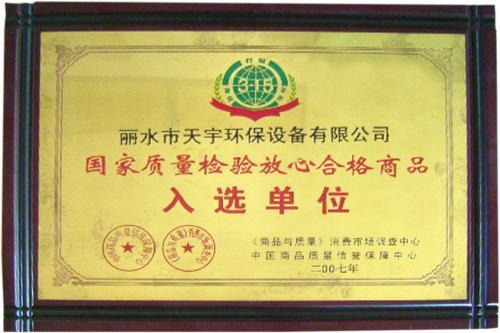 315
丽水市天宇环保设备有限公司
国家质量检验放心合格商品
入选单位
《商品与质量》消费市场调查中心
中国商品质量信誉保障中心
二00七年